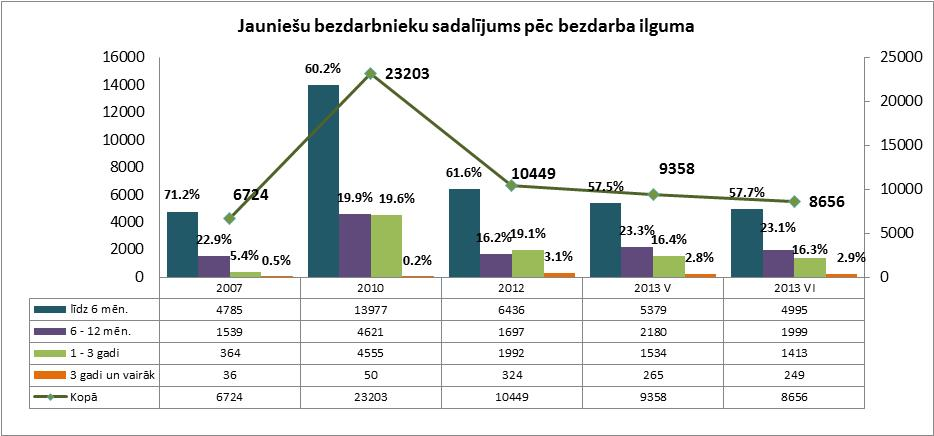 Jauniešu bezdarbnieku sadalījums pēc bezdarba ilguma
16000 14000 12000 10000 8000 6000 4000 2000 0
25000 20000 15000 10000 5000 0
71.2% 22.9% 5.4% 0.5% 6724
60.2% 19.9% 19.6% 0.2% 23203
61.6% 16.2% 19.1% 3.1% 10449
57.5% 23.3% 16.4% 2.8% 9358
57.7% 23.1% 16.3% 2.9% 8656
2007 2010 2012 2013 V 2013 VI
līdz 6 mēn. 4785 13977 6436 5379 4995
6 - 12 mēn. 1539 4621 1697 2180 1999
1 - 3 gadi 364 4555 1992 1534 1413
3 gadi un vairāk 36 50 324 265 249
Kopā 6724 23203 10449 9358 8656